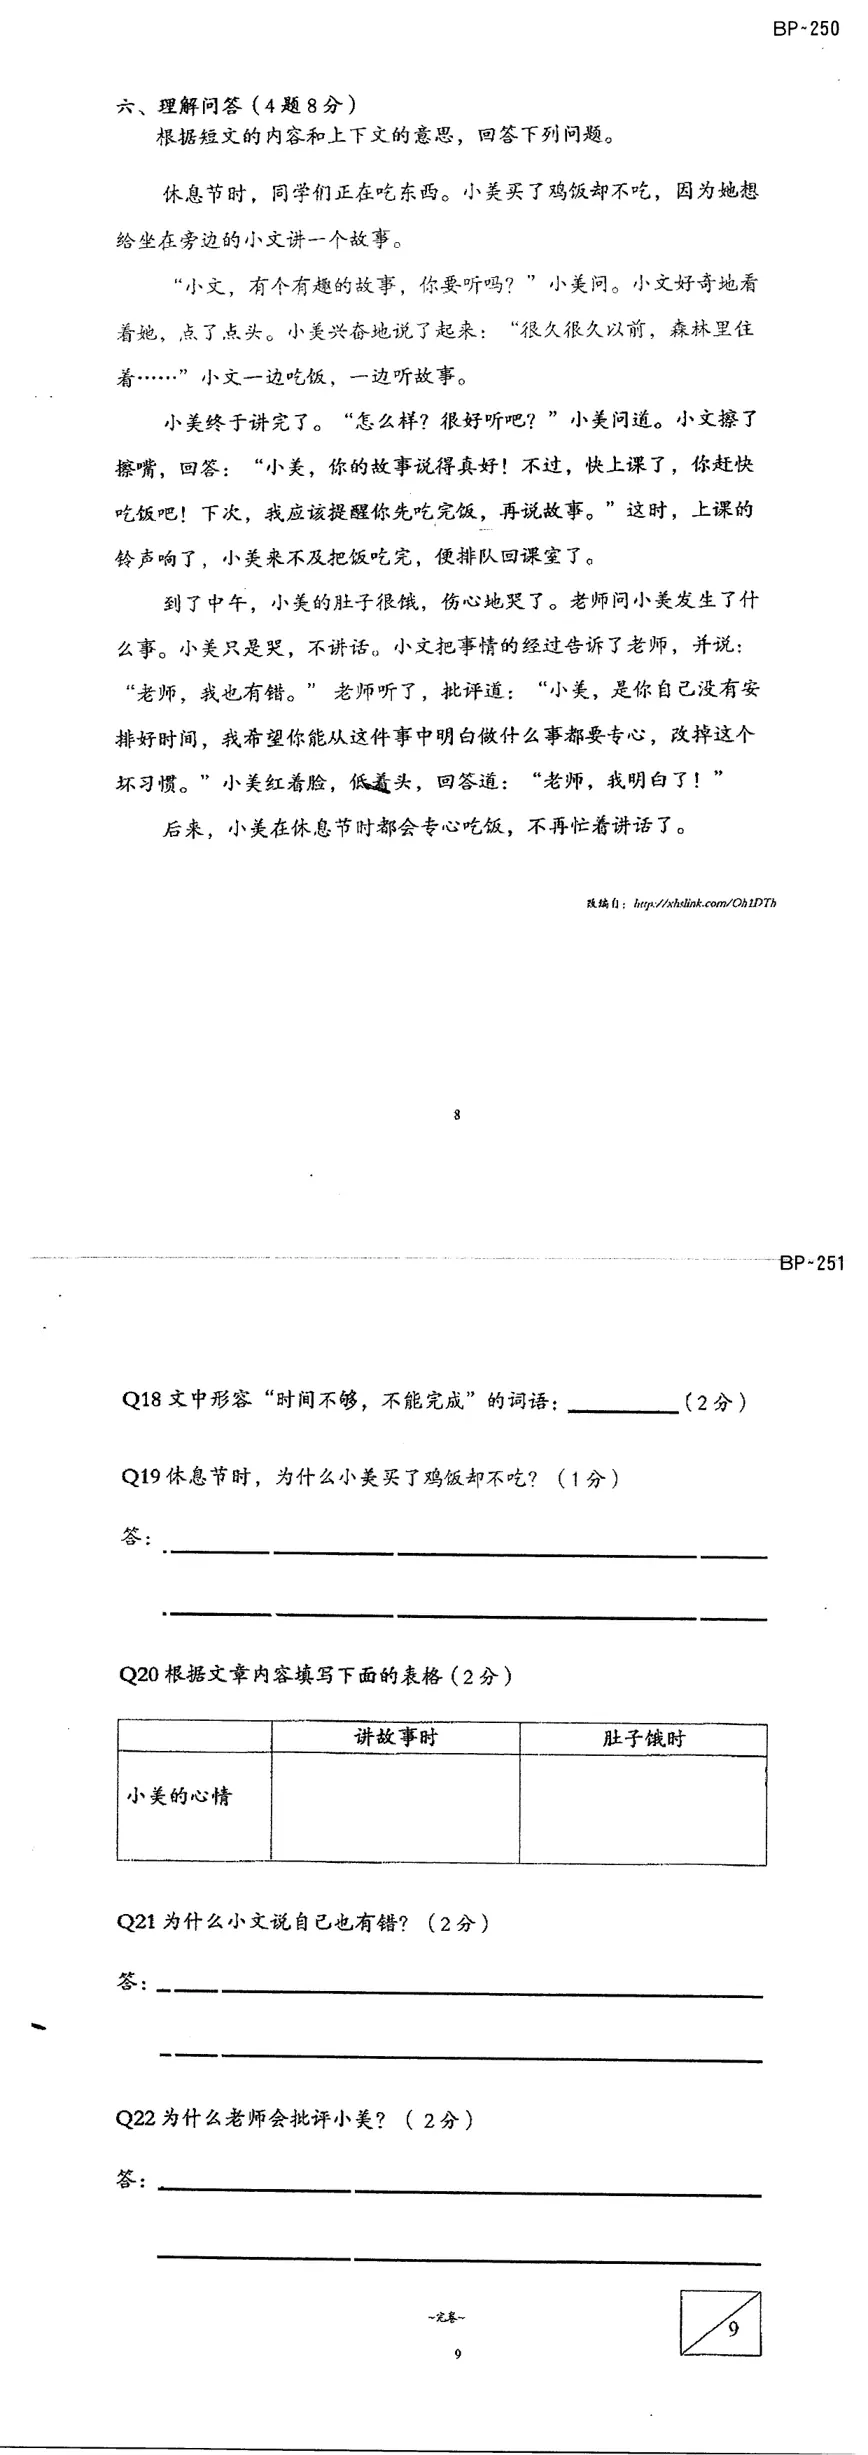 BP~250
六、理解问答（4题8分）
根据短文的内容和上下文的意思，回答下列问题。
休息节时，同学们正在吃东西。小美买了鸡饭却不吃，因为她想
给坐在旁边的小文讲一个故事。
“小文，有个有趣的故事，你要听吗？”小美问。小文好奇地看
着她，点了点头。小美兴奋地说了起来：“很久很久以前，森林里住
着……”小文一边吃饭，一边听故事。
小美终于讲完了。“怎么样？很好听吧？”小美问道。小文擦了
擦嘴，回答：“小美，你的故事说得真好！不过，快上课了，你赶快
吃饭吧！下次，我应该提醒你先吃完饭，再说故事。”这时，上课的
铃声响了，小美来不及把饭吃完，便排队回课室了。
到了中午，小美的肚子很饿，伤心地哭了。老师问小美发生了什
么事。小美只是哭，不讲话。小文把事情的经过告诉了老师，并说：
“老师，我也有错。”老师听了，批评道：“小美，是你自己没有安
排好时间，我希望你能从这件事中明白做什么事都要专心，改掉这个
坏习惯。”小美红着脸，低着头，回答道：“老师，我明白了！”
后来，小美在休息节时都会专心吃饭，不再忙着讲话了。
改编自：http://xhslink.com/Oh1DTh
8
BP~251
Q18 文中形容“时间不够，不能完成”的词语：（2分）
Q19 休息节时，为什么小美买了鸡饭却不吃？（1分）
答：
Q20 根据文章内容填写下面的表格（2分）
讲故事时 肚子饿时
小美的心情
Q21 为什么小文说自己也有错？（2分）
答：
Q22 为什么老师会批评小美？（2分）
答：
~完卷~
9
9